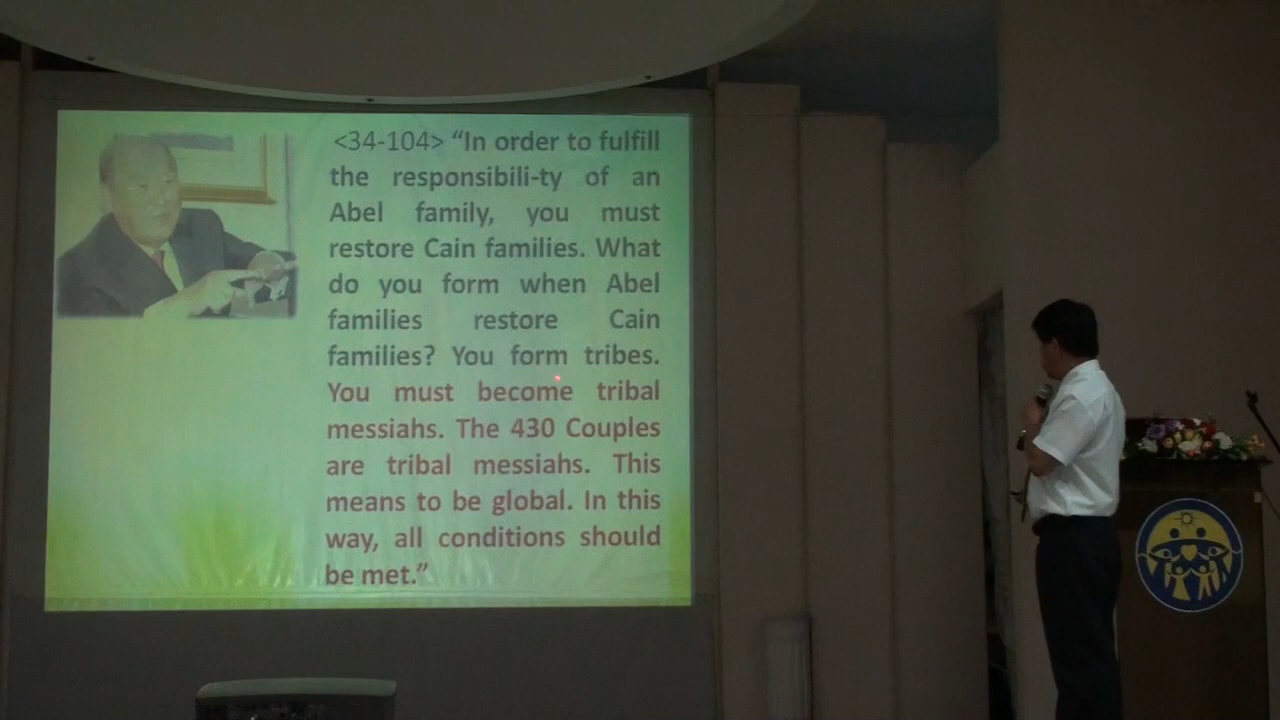 <34-104> “In order to fulfill
the responsibili-ty of an
Abel family, you must
restore Cain families. What
do you form when Abel
families restore Cain
families? You form tribes.
You must become tribal
messiahs. The 430 Couples
are tribal messiahs. This
means to be global. In this
way, all conditions should
be met.”